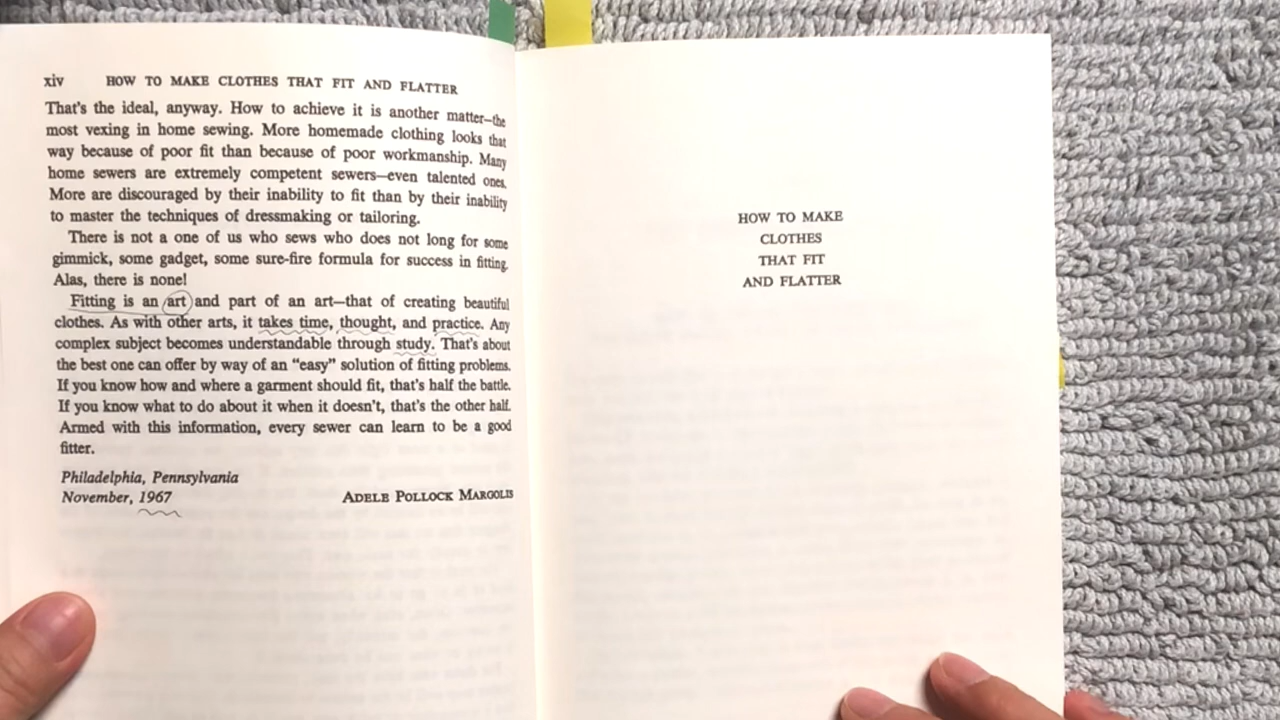 xiv HOW TO MAKE CLOTHES THAT FIT AND FLATTER
That's the ideal, anyway. How to achieve it is another matter—the
most vexing in home sewing. More homemade clothing looks that
way because of poor fit than because of poor workmanship. Many
home sewers are extremely competent sewers—even talented ones.
More are discouraged by their inability to fit than by their inability
to master the techniques of dressmaking or tailoring.
There is not a one of us who sews who does not long for some
gimmick, some gadget, some sure-fire formula for success in fitting.
Alas, there is none!
Fitting is an art and part of an art—that of creating beautiful
clothes. As with other arts, it takes time, thought, and practice. Any
complex subject becomes understandable through study. That's about
the best one can offer by way of an "easy" solution of fitting problems.
If you know how and where a garment should fit, that's half the battle.
If you know what to do about it when it doesn't, that's the other half.
Armed with this information, every sewer can learn to be a good
fitter.
Philadelphia, Pennsylvania
November, 1967 ADELE POLLOCK MARGOLIS
HOW TO MAKE
CLOTHES
THAT FIT
AND FLATTER